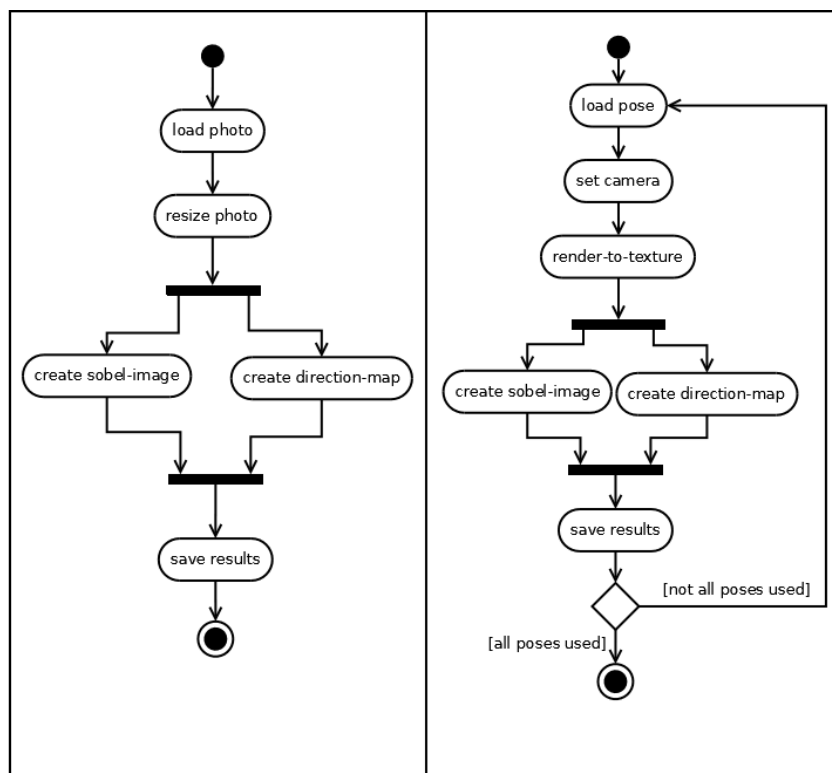 load photo
resize photo
create sobel-image
create direction-map
save results
load pose
set camera
render-to-texture
create sobel-image
create direction-map
save results
[not all poses used]
[all poses used]